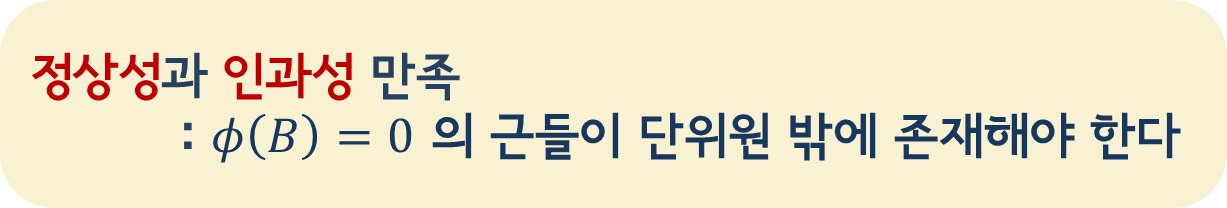 정상성과 인과성 만족
: 𝜙(𝐵) = 0 의 근들이 단위원 밖에 존재해야 한다